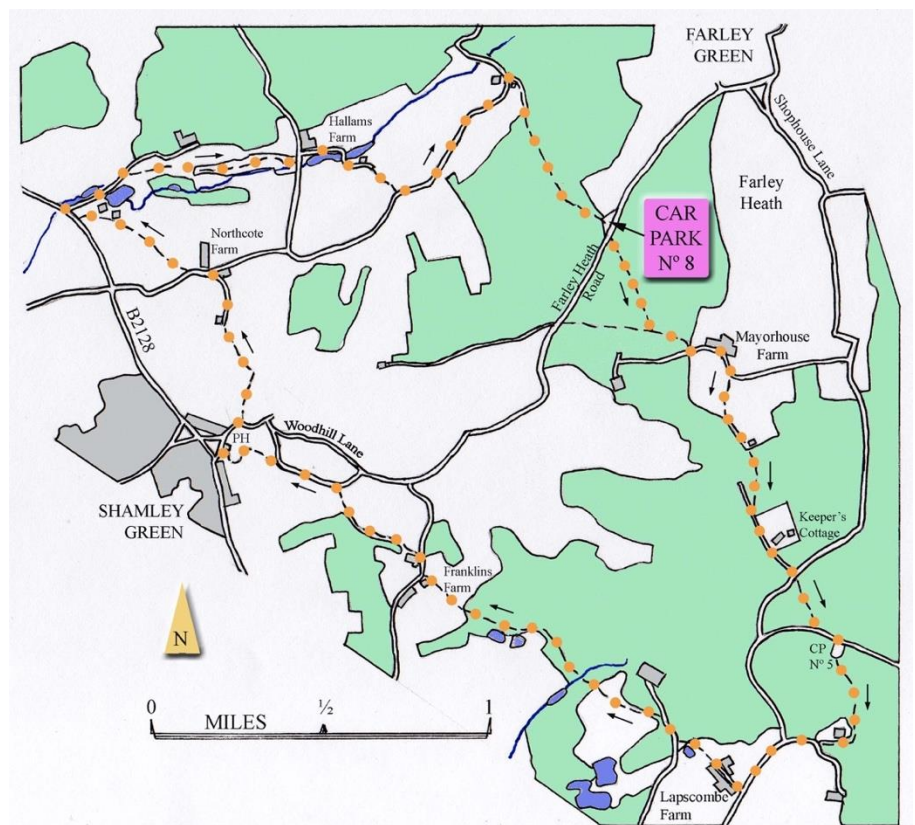 FARLEY
GREEN
Shophouse Lane
Hallams
Farm
Farley
Heath
CAR
PARK
Nº 8
Northcote
Farm
Farley Heath
Road
B2128
Mayorhouse
Farm
PH
Woodhill Lane
SHAMLEY
GREEN
Keeper's
Cottage
Franklins
Farm
N
CP
Nº 5
0 ½ 1
MILES
Lapscombe
Farm